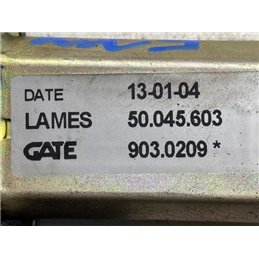 DATE 13-01-04
LAMES 50.045.603
GATE 903.0209 *